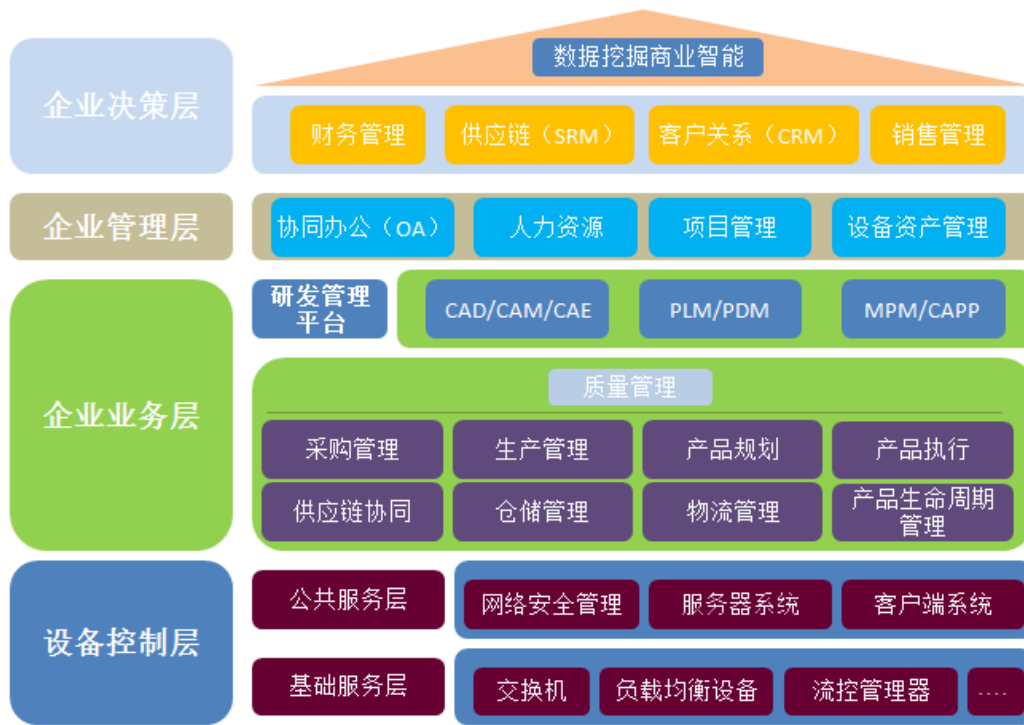 数据挖掘商业智能
企业决策层
财务管理
供应链（SRM）
客户关系（CRM）
销售管理
企业管理层
协同办公（OA）
人力资源
项目管理
设备资产管理
企业业务层
研发管理
平台
CAD/CAM/CAE
PLM/PDM
MPM/CAPP
质量管理
采购管理
生产管理
产品规划
产品执行
供应链协同
仓储管理
物流管理
产品生命周期
管理
设备控制层
公共服务层
网络安全管理
服务器系统
客户端系统
基础服务层
交换机
负载均衡设备
流控管理器
....